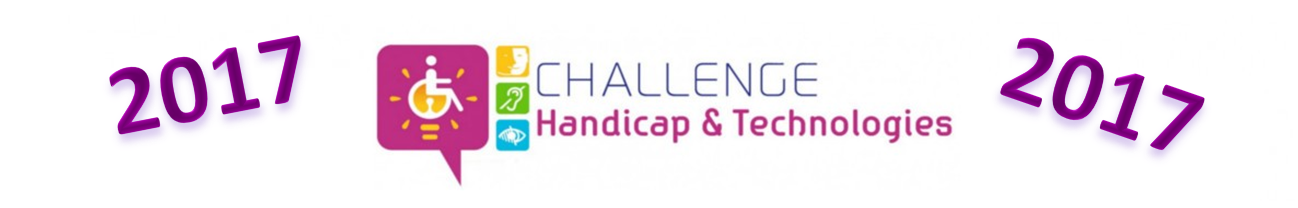 2017
CHALLENGE
Handicap & Technologies
2017